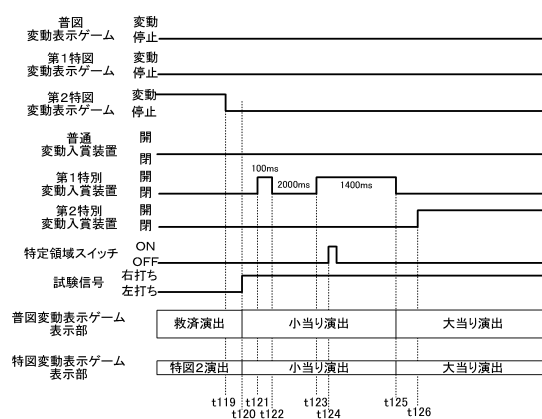 普図 変動
変動表示ゲーム 停止
第1特図 変動
変動表示ゲーム 停止
第2特図 変動
変動表示ゲーム 停止
普通 開
変動入賞装置 閉
第1特別 開
変動入賞装置 閉
100ms
2000ms
1400ms
第2特別 開
変動入賞装置 閉
特定領域スイッチ ON
OFF
試験信号 右打ち
左打ち
普図変動表示ゲーム
表示部
救済演出 小当り演出 大当り演出
特図変動表示ゲーム
表示部
特図2演出 小当り演出 大当り演出
t119 t121 t123 t125
t120 t122 t124 t126